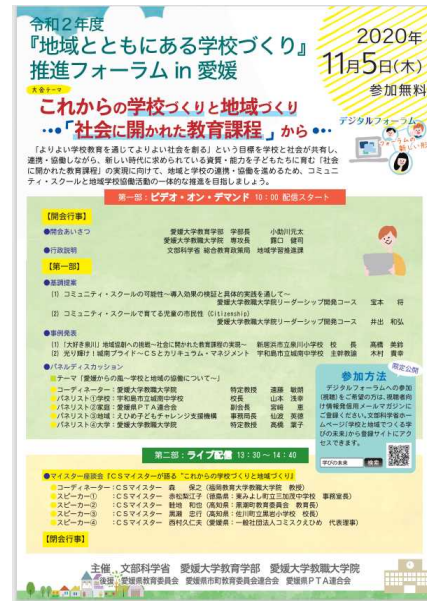 令和2年度
『地域とともにある学校づくり』
推進フォーラム in 愛媛
2020年
11月5日(木)
参加無料
大会テーマ
これからの学校づくりと地域づくり
…「社会に開かれた教育課程」から…
デジタルフォーラム
フォーラムの
新しい形
「よりよい学校教育を通じてよりよい社会を創る」という目標を学校と社会が共有し、
連携・協働しながら、新しい時代に求められている資質・能力を子どもたちに育む「社会
に開かれた教育課程」の実現に向けて、地域と学校の連携・協働を進めるため、コミュニ
ティ・スクールと地域学校協働活動の一体的な推進を目指しましょう。
第一部:ビデオ・オン・デマンド 10:00 配信スタート
【開会行事】
●開会あいさつ 愛媛大学教育学部 学部長 小助川元太
愛媛大学教職大学院 専攻長 露口 健司
●行政説明 文部科学省 総合教育政策局 地域学習推進課
【第一部】
●基調提案
(1) コミュニティ・スクールの可能性~導入効果の検証と具体的実践を通して~
愛媛大学教職大学院リーダーシップ開発コース 宝本 将
(2) コミュニティ・スクールで育てる児童の市民性 (Citizenship)
愛媛大学教職大学院リーダーシップ開発コース 井出 和弘
●事例発表
(1) 「大好き泉川」地域協創への挑戦~社会に開かれた教育課程の実現~ 新居浜市立泉川小学校 校 長 髙橋 美鈴
(2) 光り輝け!城南プライド~CSとカリキュラム・マネジメント 宇和島市立城南中学校 主幹教諭 木村 貴幸
●パネルディスカッション
テーマ「愛媛からの風~学校と地域の協働について~」
コーディネーター:愛媛大学教職大学院 特定教授 遠藤 敏朗
パネリスト①学校:宇和島市立城南中学校 校長 山本 浅幸
パネリスト②家庭:愛媛県PTA連合会 副会長 宮崎 恵
パネリスト③地域:えひめ子どもチャレンジ支援機構 事務局長 仙波 英徳
パネリスト④大学:愛媛大学教職大学院 特定教授 髙橋 葉子
限定公開
参加方法
デジタルフォーラムへの参加
(視聴)をご希望の方は、視聴者向
け情報発信用メールマガジンに
ご登録ください。文部科学省ホー
ムページ「学校と地域でつくる学
びの未来」から登録サイトにアク
セスできます。
学びの未来 検索
第二部:ライブ配信 13:30 ~ 14:40
●マイスター座談会『CSマイスターが語る“これからの学校づくりと地域づくり”』
コーディネーター:CSマイスター 森 保之(福岡教育大学教職大学院 教授)
スピーカー① :CSマイスター 赤松梨江子(徳島県:東みよし町立三加茂中学校 事務室長)
スピーカー② :CSマイスター 畦地 和也(高知県:黒潮町教育委員会 教育長)
スピーカー③ :CSマイスター 黒瀬 忠行(高知県:佐川町立黒岩小学校 校長)
スピーカー④ :CSマイスター 西村久仁夫(愛媛県:一般社団法人コミスクえひめ 代表理事)
【閉会行事】
主催 文部科学省 愛媛大学教育学部 愛媛大学教職大学院
後援 愛媛県教育委員会 愛媛県市町教育委員会連合会 愛媛県PTA連合会